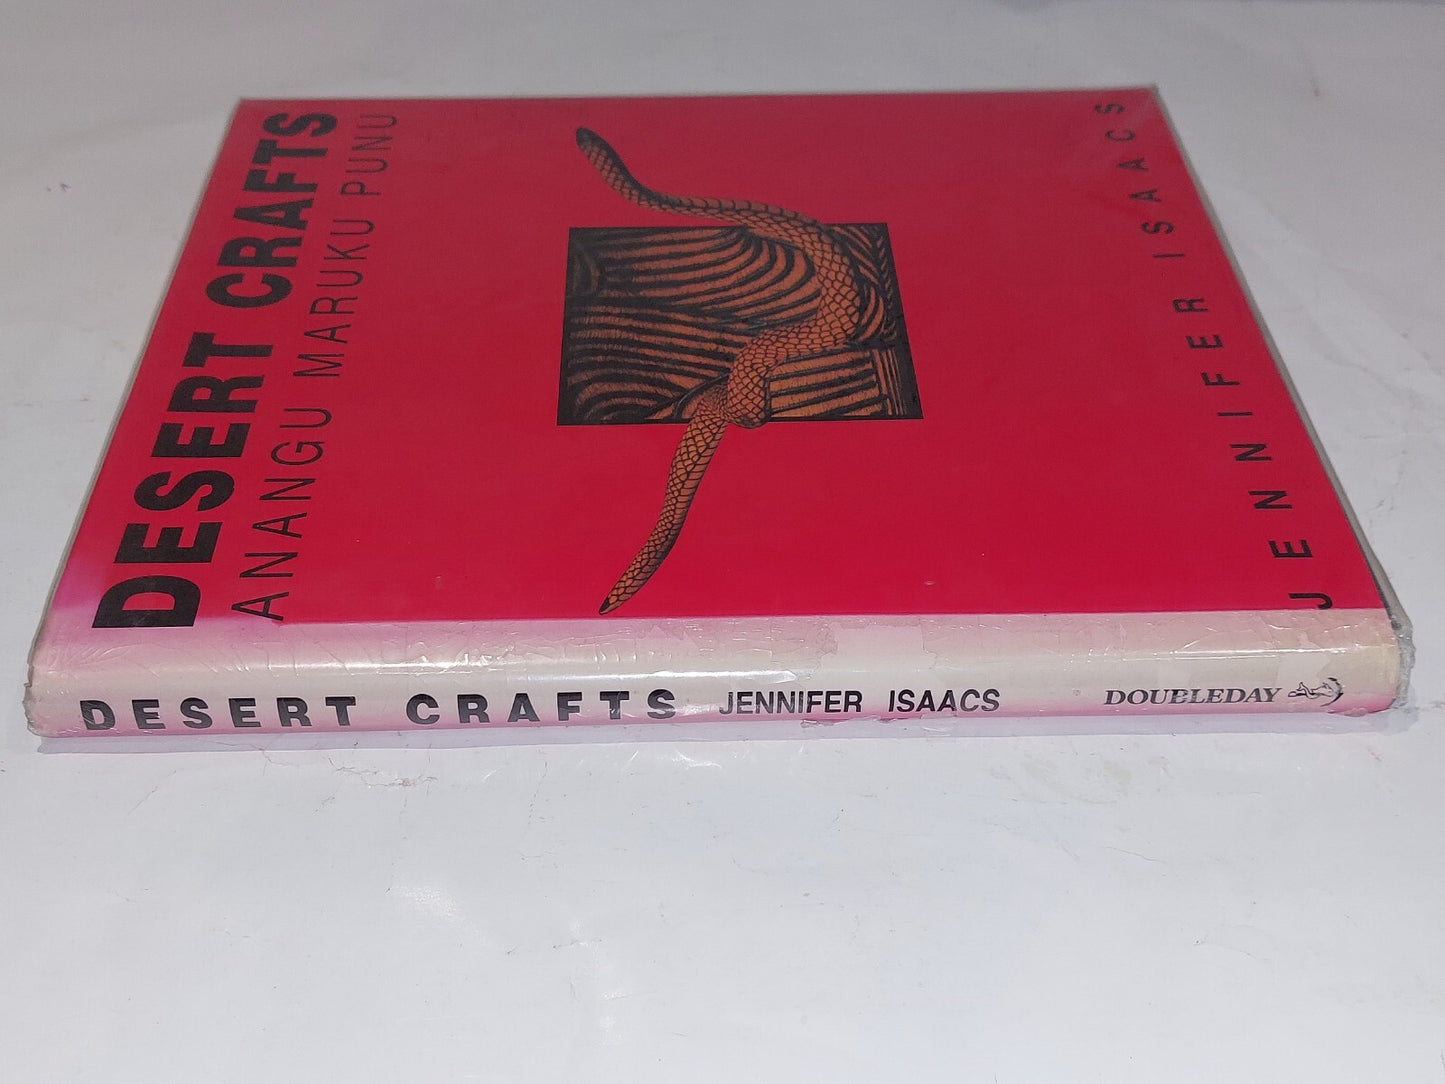 DESERT CRAFTS
ANANGU MARUKU PUNU
JENNIFER ISAACS
DESERT CRAFTS JENNIFER ISAACS DOUBLEDAY